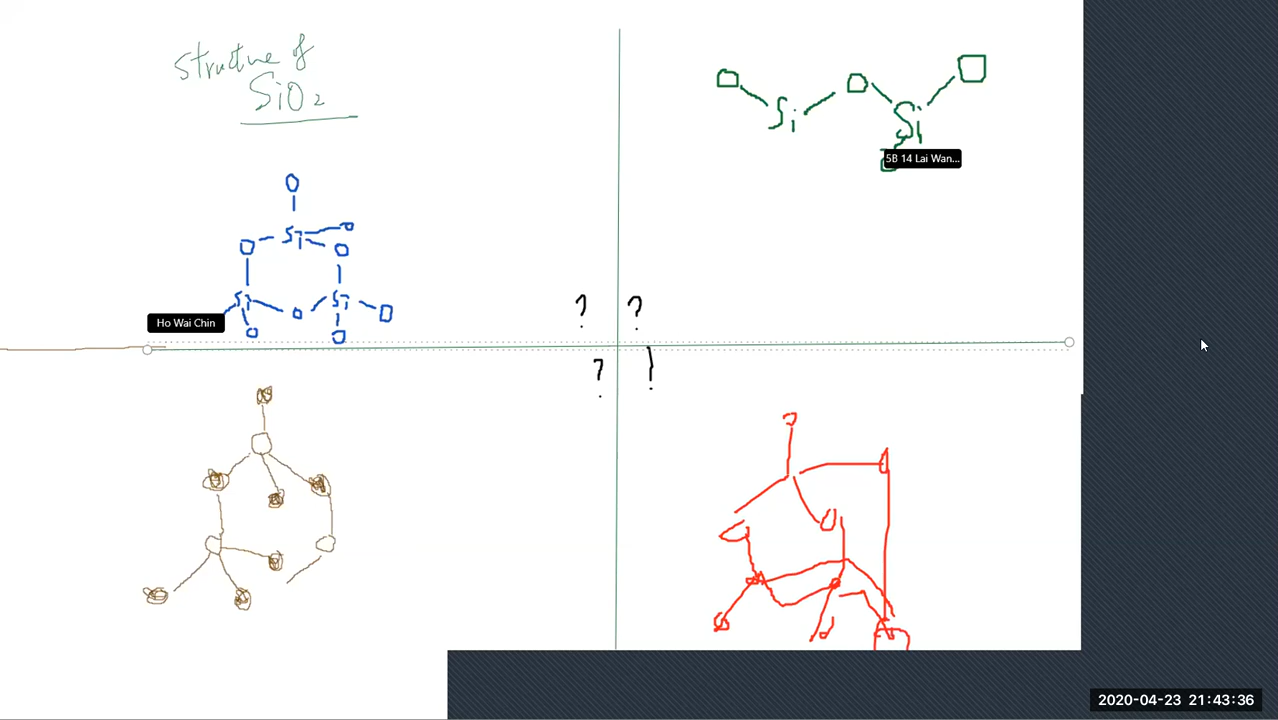 structure of
SiO2
O Si O Si O
5B 14 Lai Wan...
O
Si O
O O
Si Si O
O
O O
Ho Wai Chin
? ?
? !
2020-04-23 21:43:36